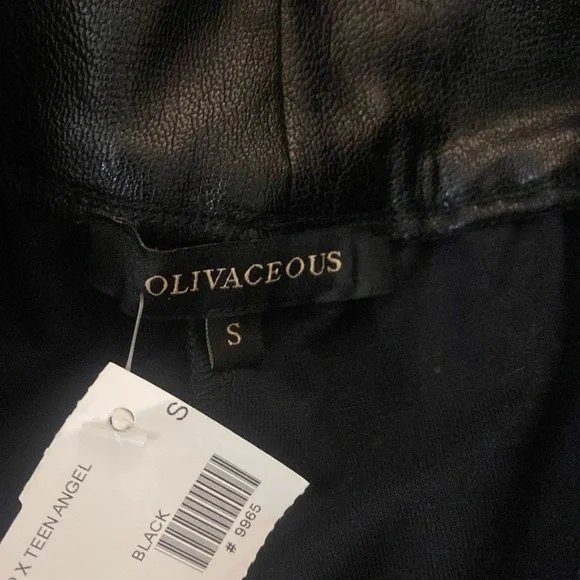 OLIVACEOUS
S
S
X TEEN ANGEL
BLACK
# 9965